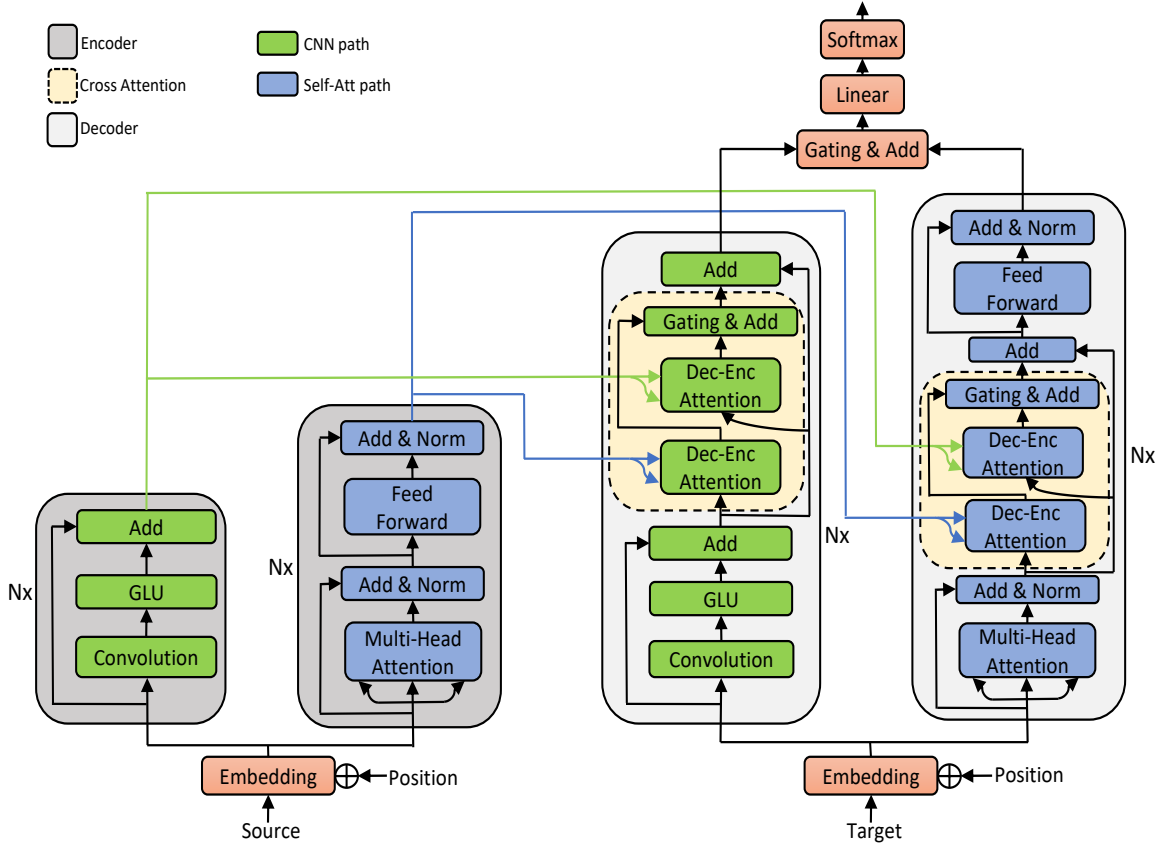 Encoder
CNN path
Cross Attention
Self-Att path
Decoder
Softmax
Linear
Gating & Add
Add
GLU
Convolution
Nx
Add & Norm
Feed
Forward
Add & Norm
Multi-Head
Attention
Nx
Add
Gating & Add
Dec-Enc
Attention
Dec-Enc
Attention
Add
GLU
Convolution
Nx
Add & Norm
Feed
Forward
Add
Gating & Add
Dec-Enc
Attention
Dec-Enc
Attention
Add & Norm
Multi-Head
Attention
Nx
Embedding
Position
Source
Embedding
Position
Target